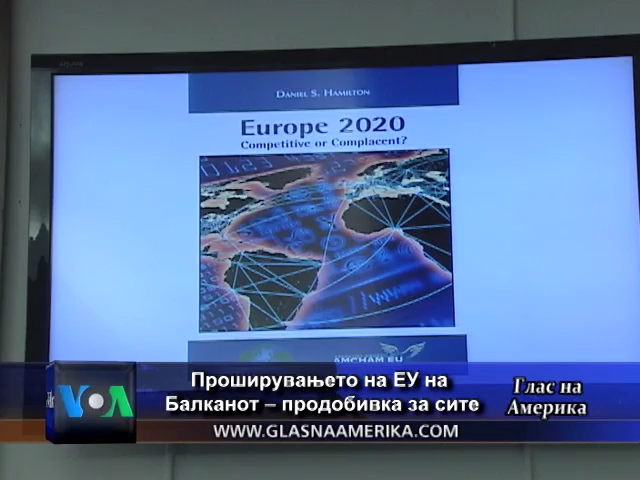 DANIEL S. HAMILTON
Europe 2020
Competitive or Complacent?
AMCHAM EU
VOA
Проширувањето на ЕУ на
Балканот – продобивка за сите
Глас на
Америка
WWW.GLASNAAMERIKA.COM